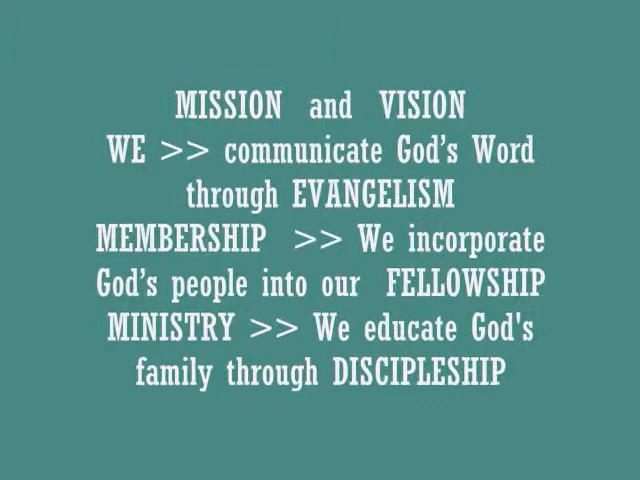 MISSION and VISION
WE >> communicate God’s Word
through EVANGELISM
MEMBERSHIP >> We incorporate
God’s people into our FELLOWSHIP
MINISTRY >> We educate God's
family through DISCIPLESHIP